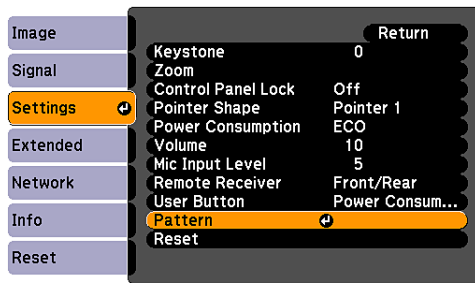 Image
Signal
Settings
Extended
Network
Info
Reset
Return
Keystone 0
Zoom
Control Panel Lock Off
Pointer Shape Pointer 1
Power Consumption ECO
Volume 10
Mic Input Level 5
Remote Receiver Front/Rear
User Button Power Consum...
Pattern
Reset